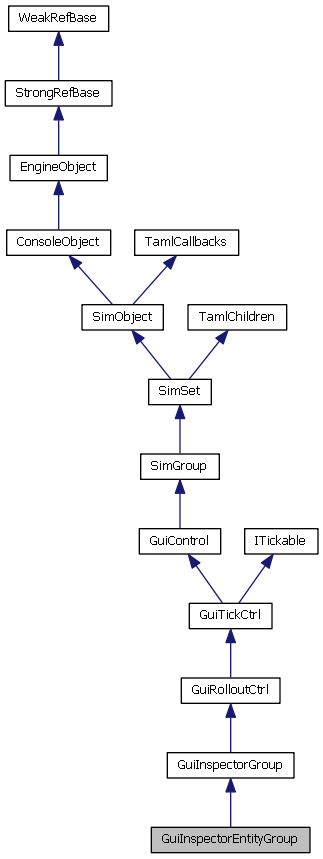 WeakRefBase
StrongRefBase
EngineObject
ConsoleObject
TamlCallbacks
SimObject
TamlChildren
SimSet
SimGroup
GuiControl
ITickable
GuiTickCtrl
GuiRolloutCtrl
GuiInspectorGroup
GuiInspectorEntityGroup